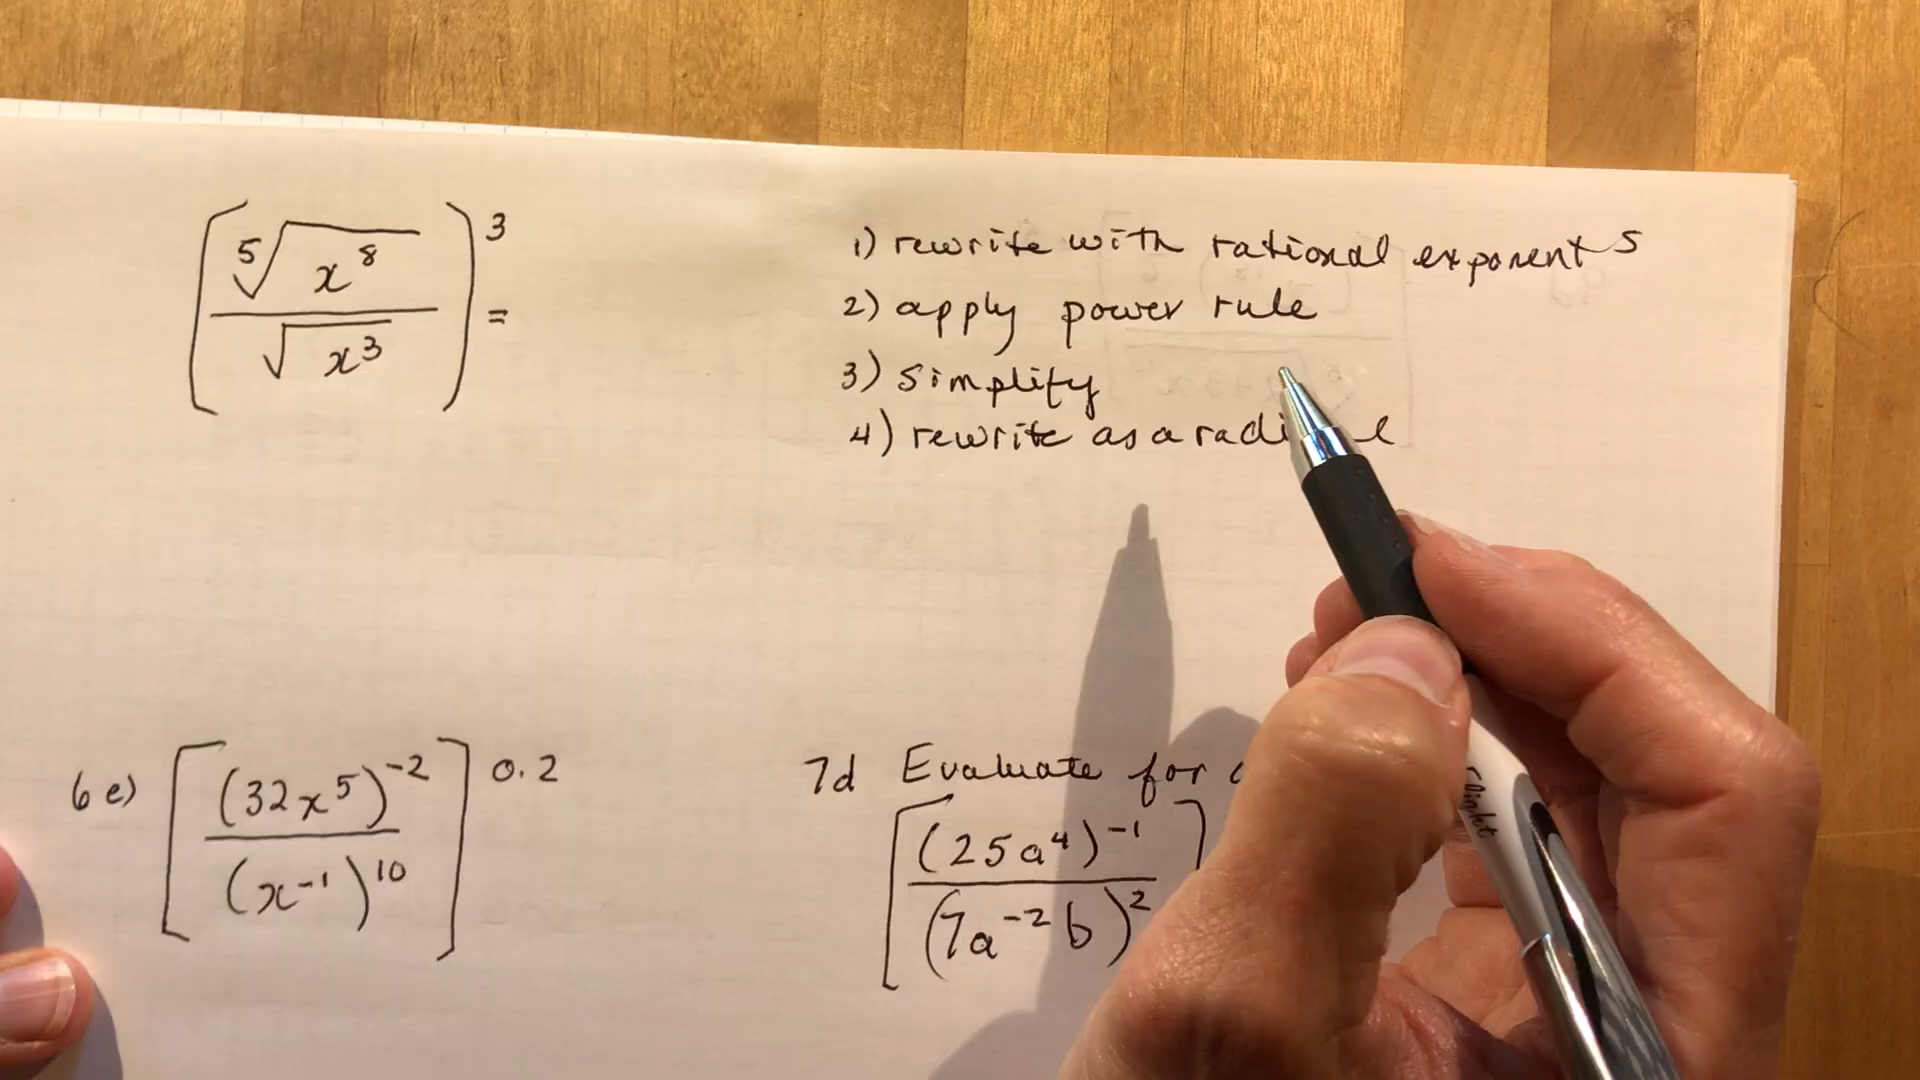 [⁵√x⁸ / √x³]³ =
1) rewrite with rational exponents
2) apply power rule
3) simplify
4) rewrite as a radi l
6e) [(32x⁵)⁻² / (x⁻¹)¹⁰]⁰·²
7d Evaluate for
[(25a⁴)⁻¹ / (7a⁻²b)²]